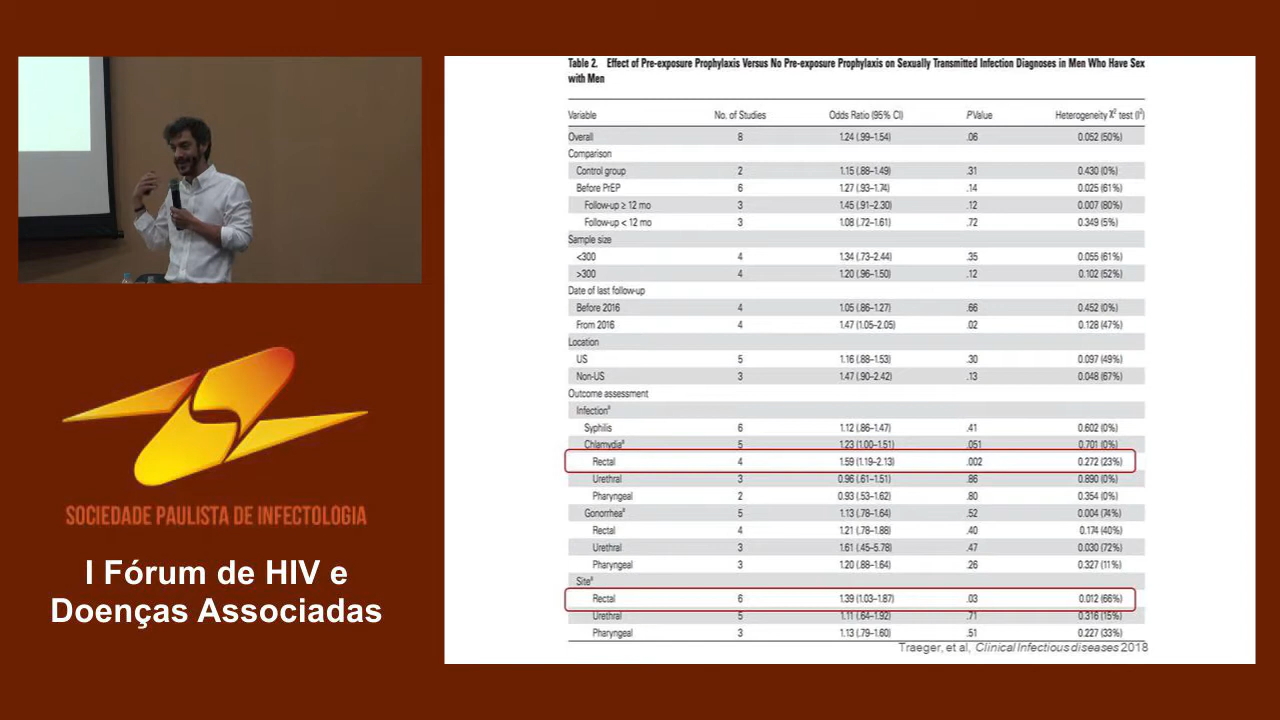 SOCIEDADE PAULISTA DE INFECTOLOGIA
I Fórum de HIV e
Doenças Associadas
Table 2. Effect of Pre-exposure Prophylaxis Versus No Pre-exposure Prophylaxis on Sexually Transmitted Infection Diagnoses in Men Who Have Sex
with Men
Variable No. of Studies Odds Ratio (95% CI) P Value Heterogeneity χ² test (I²)
Overall 8 1.24 (.99–1.54) .06 0.052 (50%)
Comparison
Control group 2 1.15 (.88–1.49) .31 0.430 (0%)
Before PrEP 6 1.27 (.93–1.74) .14 0.025 (61%)
Follow-up ≥ 12 mo 3 1.45 (.91–2.30) .12 0.007 (80%)
Follow-up < 12 mo 3 1.08 (.72–1.61) .72 0.349 (5%)
Sample size
<300 4 1.34 (.73–2.44) .35 0.055 (61%)
>300 4 1.20 (.96–1.50) .12 0.102 (52%)
Date of last follow-up
Before 2016 4 1.05 (.86–1.27) .66 0.452 (0%)
From 2016 4 1.47 (1.05–2.05) .02 0.128 (47%)
Location
US 5 1.16 (.88–1.53) .30 0.097 (49%)
Non-US 3 1.47 (.90–2.42) .13 0.048 (67%)
Outcome assessment
Infectionª
Syphilis 6 1.12 (.86–1.47) .41 0.602 (0%)
Chlamydiaª 5 1.23 (1.00–1.51) .051 0.701 (0%)
Rectal 4 1.59 (1.19–2.13) .002 0.272 (23%)
Urethral 3 0.96 (.61–1.51) .86 0.890 (0%)
Pharyngeal 2 0.93 (.53–1.62) .80 0.354 (0%)
Gonorrheaª 5 1.13 (.78–1.64) .52 0.004 (74%)
Rectal 4 1.21 (.78–1.88) .40 0.174 (40%)
Urethral 3 1.61 (.45–5.78) .47 0.030 (72%)
Pharyngeal 3 1.20 (.88–1.64) .26 0.327 (11%)
Siteª
Rectal 6 1.39 (1.03–1.87) .03 0.012 (66%)
Urethral 5 1.11 (.64–1.92) .71 0.316 (15%)
Pharyngeal 3 1.13 (.79–1.60) .51 0.227 (33%)
Traeger, et al, Clinical Infectious diseases 2018